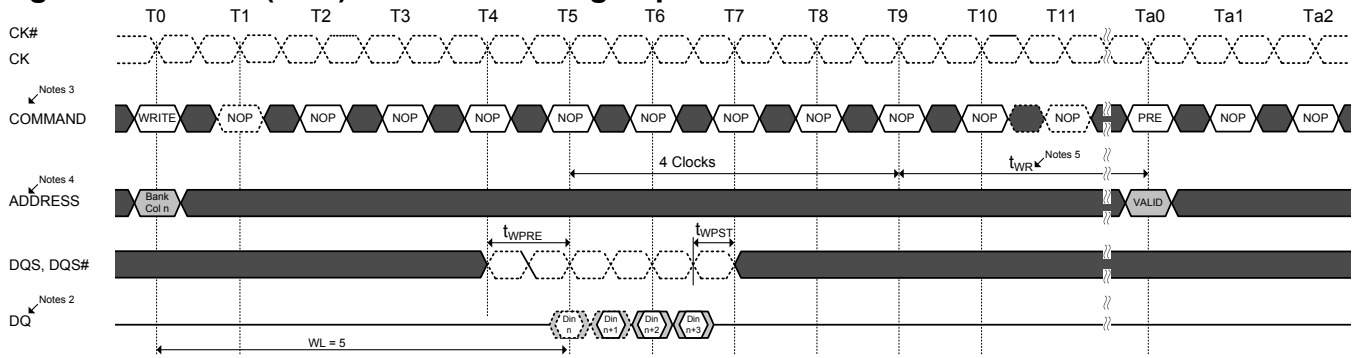 T0 T1 T2 T3 T4 T5 T6 T7 T8 T9 T10 T11 Ta0 Ta1 Ta2
CK#
CK
Notes 3
COMMAND WRITE NOP NOP NOP NOP NOP NOP NOP NOP NOP NOP NOP PRE NOP NOP
4 Clocks tWR Notes 5
Notes 4
ADDRESS Bank Col n VALID
tWPRE tWPST
DQS, DQS#
Notes 2
DQ Din n Din n+1 Din n+2 Din n+3
WL = 5